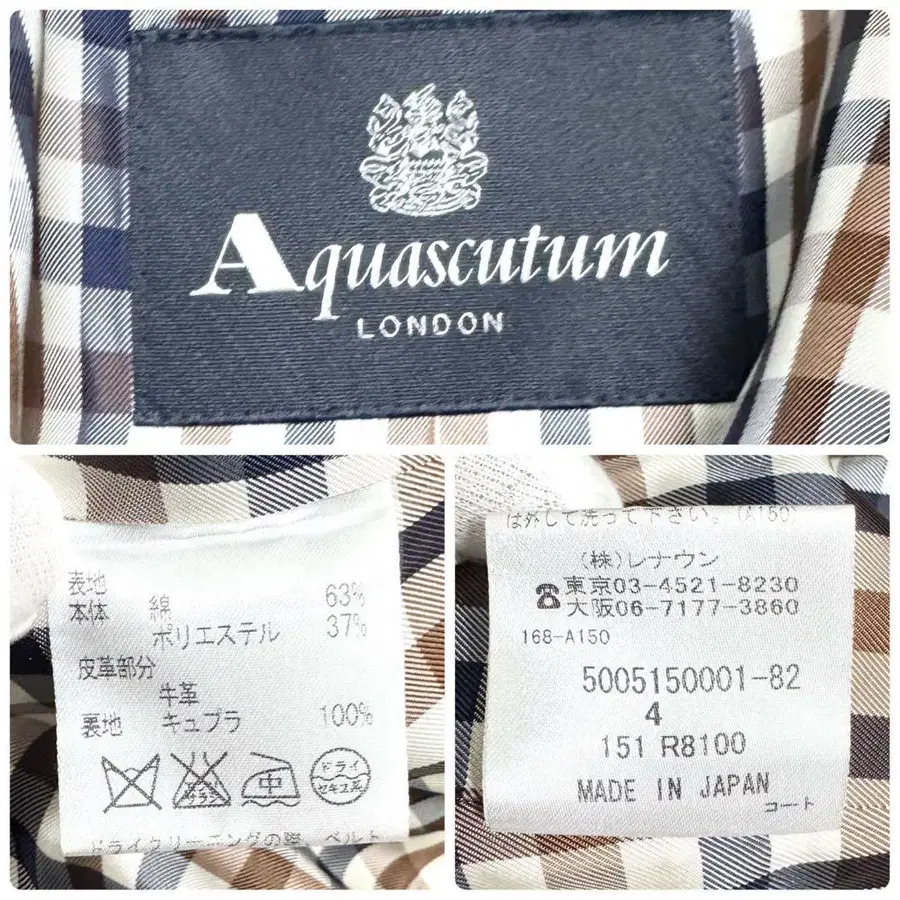 Aquascutum
LONDON
表地
本体 綿 63%
ポリエステル 37%
皮革部分
牛革
裏地 キュプラ 100%
サラシ
中
ドライ
セキユ系
ドライクリーニングの際、ベルト
は外して洗って下さい。(A150)
(株)レナウン
☎東京03-4521-8230
大阪06-7177-3860
168-A150
5005150001-82
4
151 R8100
MADE IN JAPAN
コート